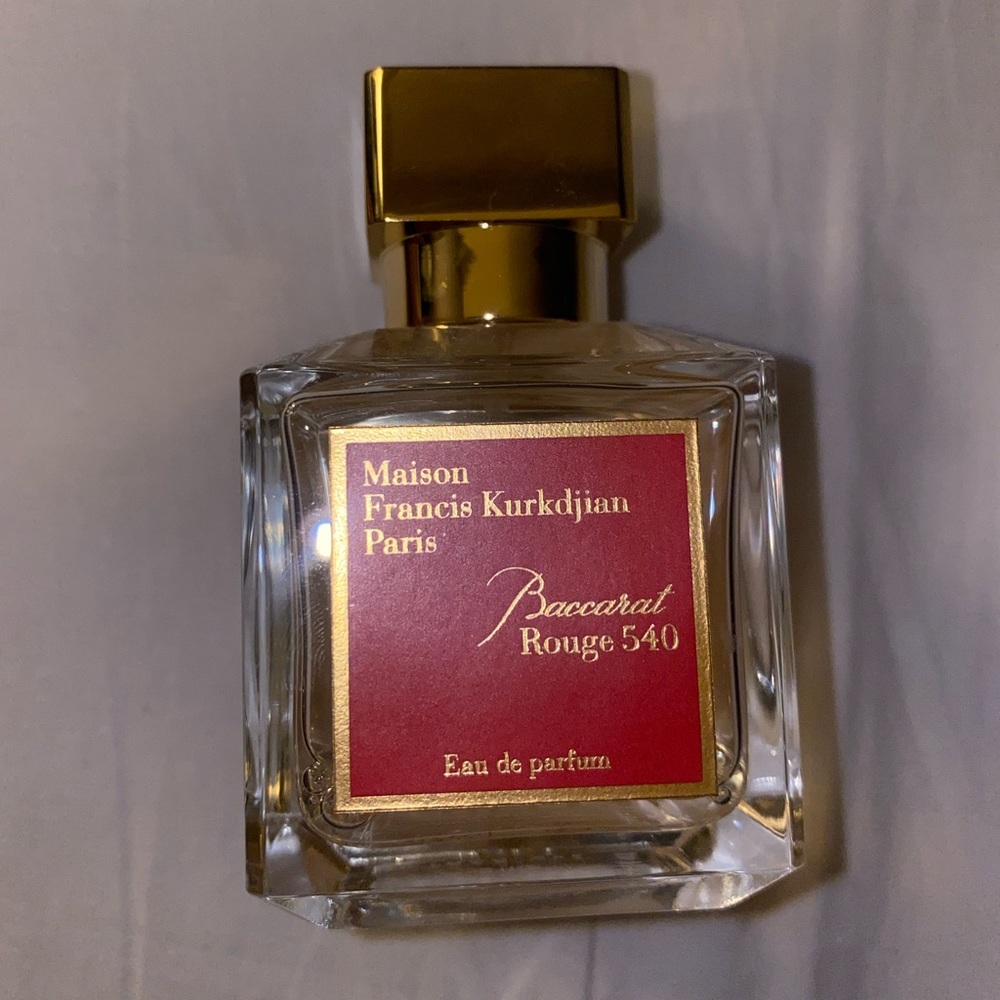 Maison
Francis Kurkdjian
Paris
Baccarat
Rouge 540
Eau de parfum